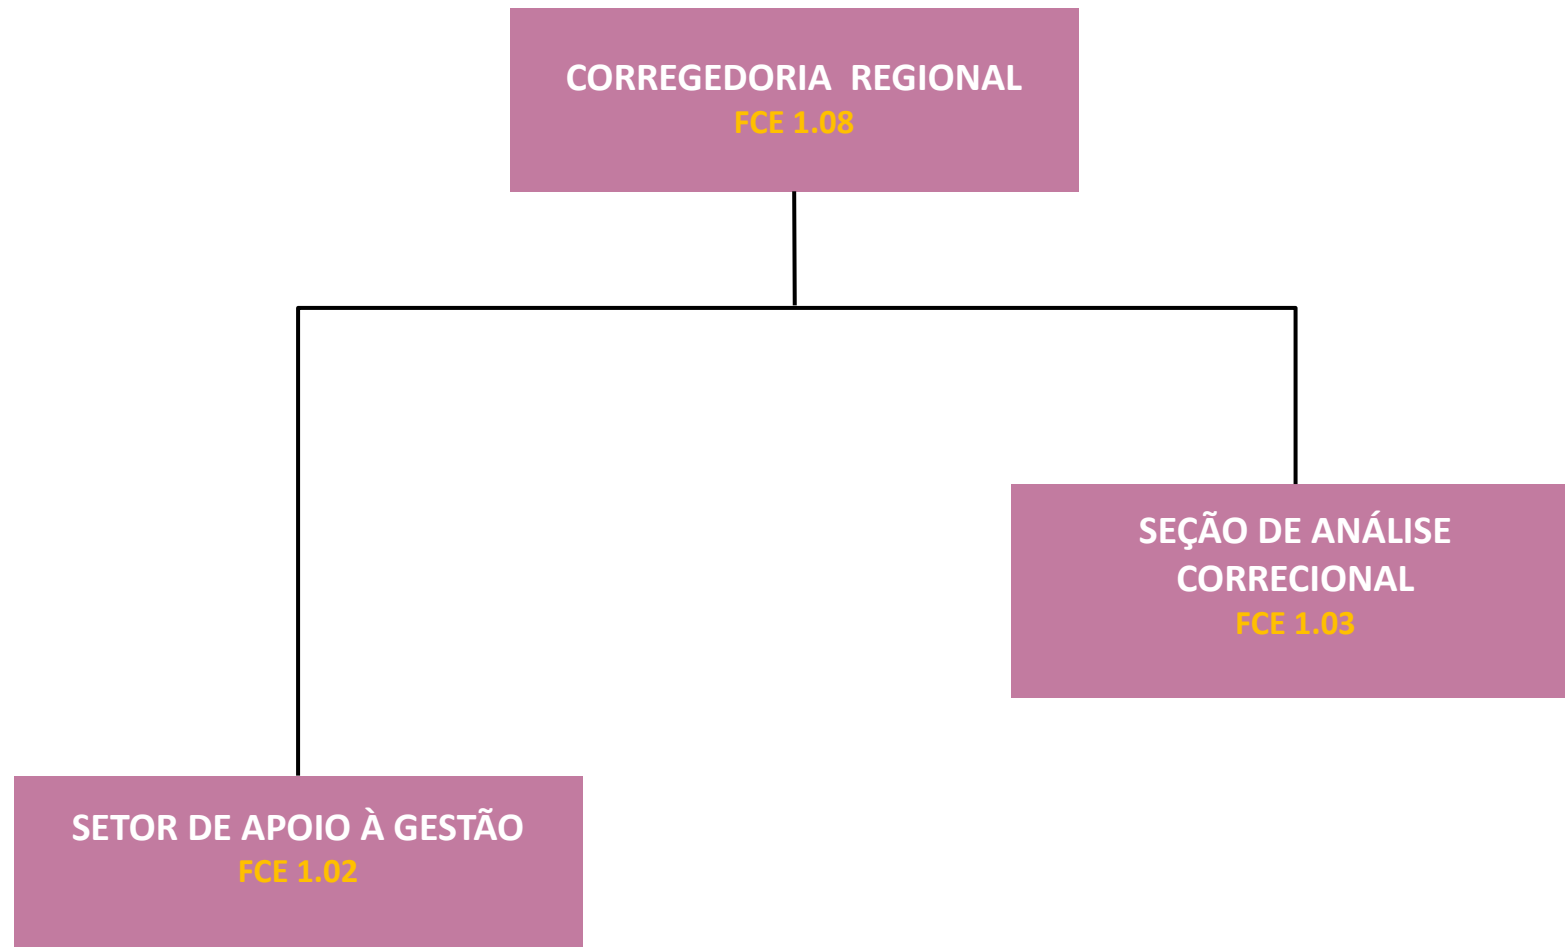 CORREGEDORIA REGIONAL
FCE 1.08
SEÇÃO DE ANÁLISE
CORRECIONAL
FCE 1.03
SETOR DE APOIO À GESTÃO
FCE 1.02